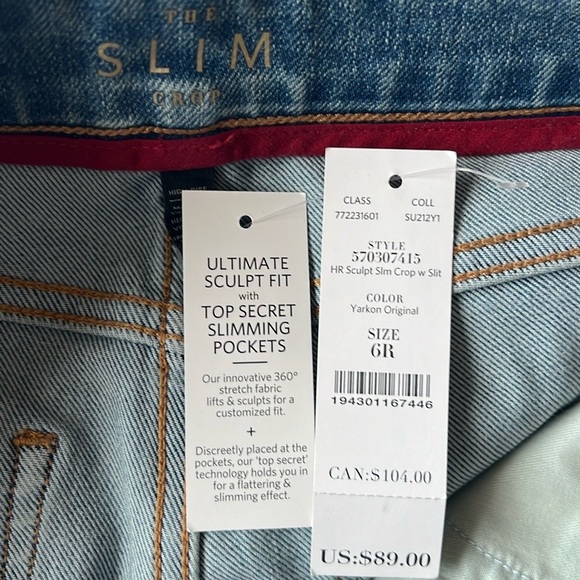 THE
SLIM
CROP
ULTIMATE
SCULPT FIT
with
TOP SECRET
SLIMMING
POCKETS
Our innovative 360°
stretch fabric
lifts & sculpts for a
customized fit.
+
Discreetly placed at the
pockets, our 'top secret'
technology holds you in
for a flattering &
slimming effect.
CLASS COLL
772231601 SU212Y1
STYLE
570307415
HR Sculpt Slm Crop w Slit
COLOR
Yarkon Original
SIZE
6R
194301167446
CAN:$104.00
US:$89.00